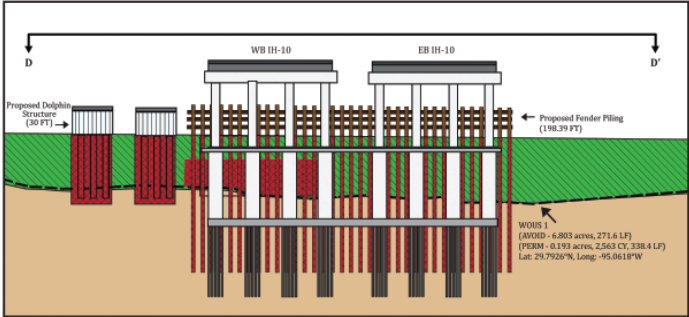 D
D'
WB IH-10
EB IH-10
Proposed Dolphin
Structure
(30 FT)
Proposed Fender Piling
(198.39 FT)
WOUS 1
(AVOID - 6.803 acres, 271.6 LF)
(PERM - 0.193 acres, 2,563 CY, 338.4 LF)
Lat: 29.7926°N, Long: -95.0618°W